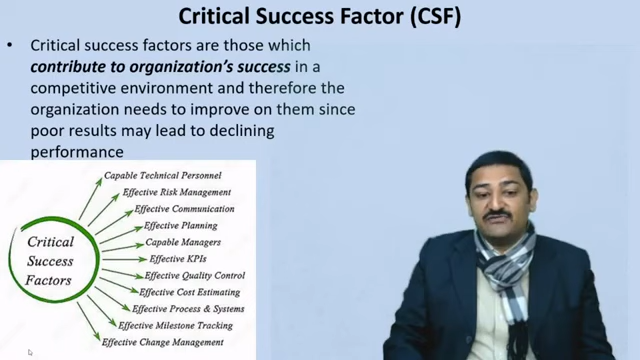 Critical Success Factor (CSF)
• Critical success factors are those which
contribute to organization's success in a
competitive environment and therefore the
organization needs to improve on them since
poor results may lead to declining
performance
Critical
Success
Factors
Capable Technical Personnel
Effective Risk Management
Effective Communication
Effective Planning
Capable Managers
Effective KPIs
Effective Quality Control
Effective Cost Estimating
Effective Process & Systems
Effective Milestone Tracking
Effective Change Management